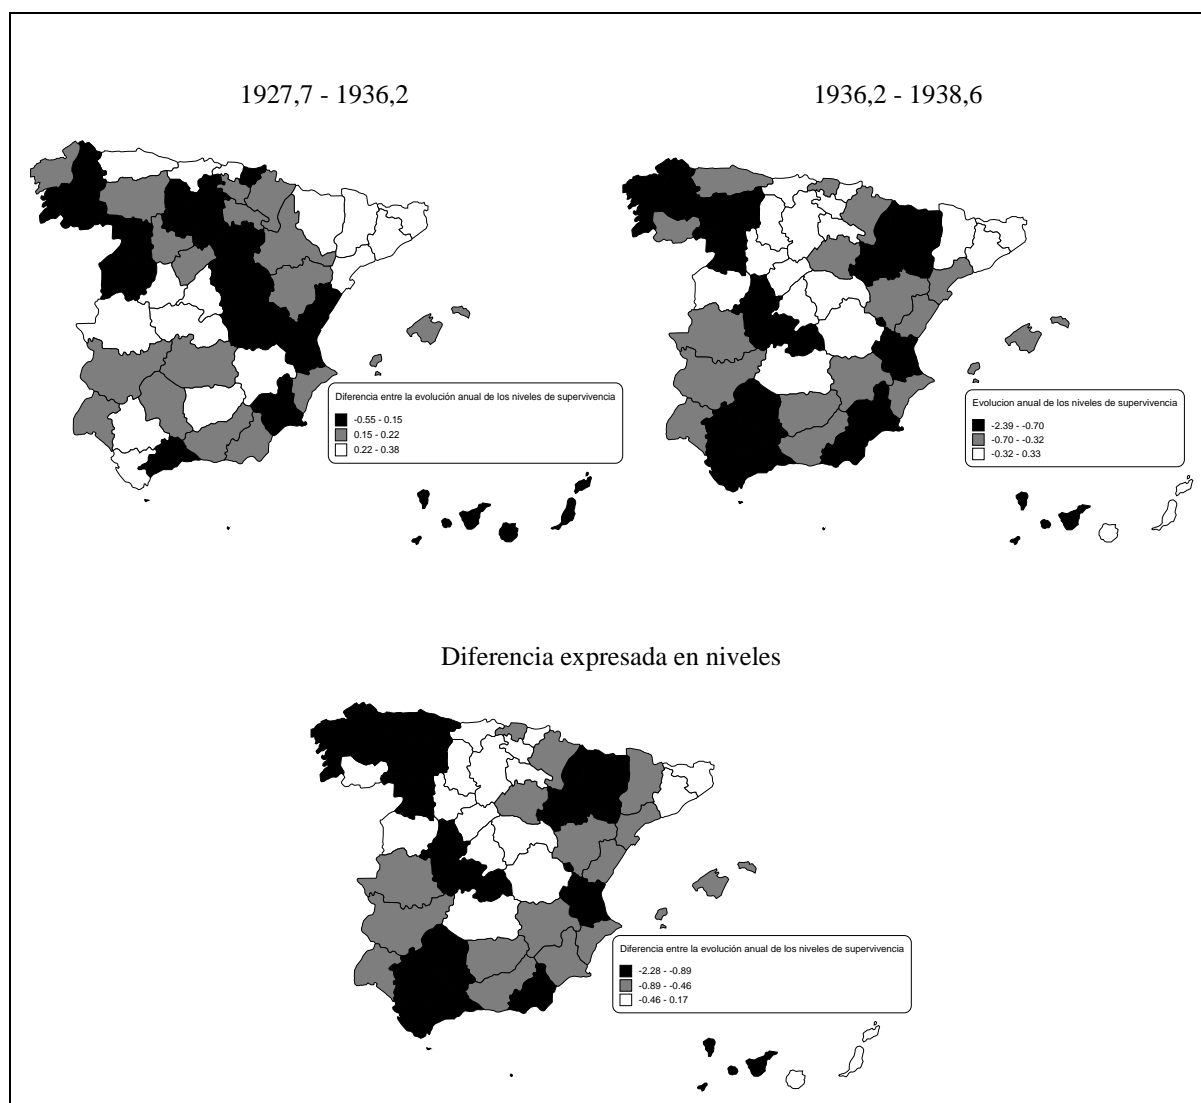 1927,7 - 1936,2
1936,2 - 1938,6
Diferencia entre la evolución anual de los niveles de supervivencia
-0.55 - 0.15
0.15 - 0.22
0.22 - 0.38
Evolucion anual de los niveles de supervivencia
-2.39 - -0.70
-0.70 - -0.32
-0.32 - 0.33
Diferencia expresada en niveles
Diferencia entre la evolución anual de los niveles de supervivencia
-2.28 - -0.89
-0.89 - -0.46
-0.46 - 0.17